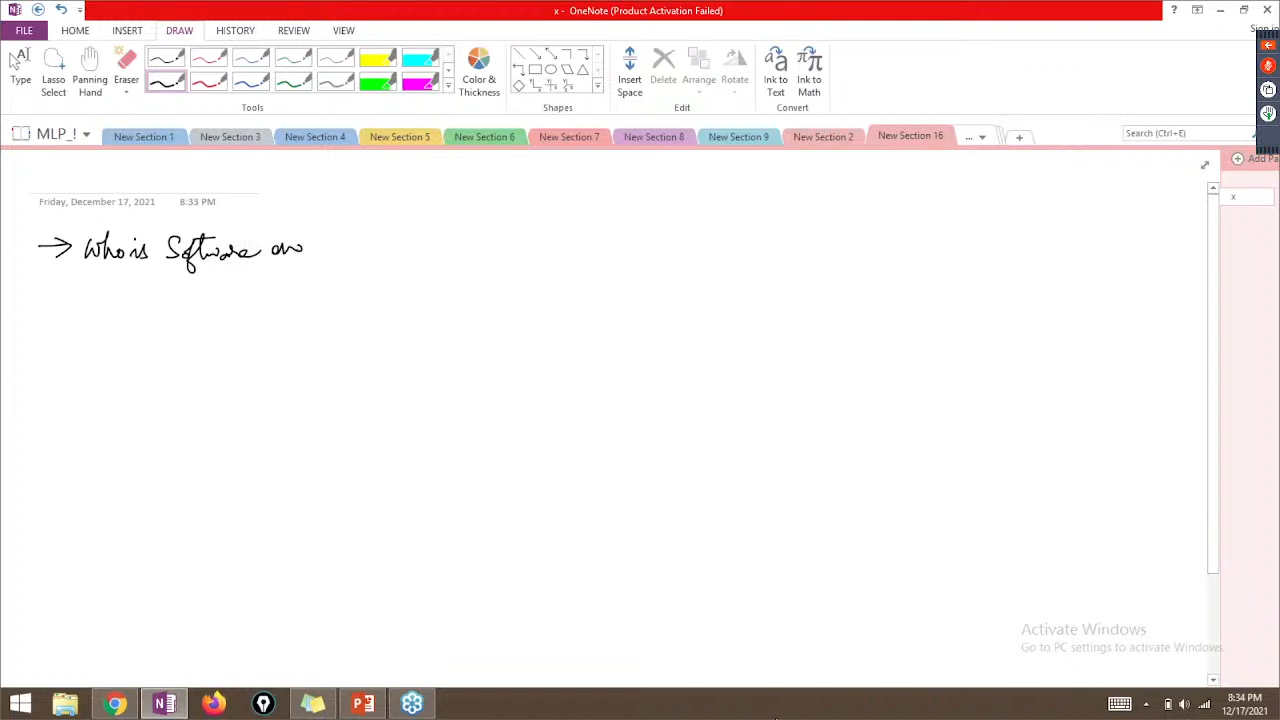 x - OneNote (Product Activation Failed)
FILE HOME INSERT DRAW HISTORY REVIEW VIEW
Sign in
Type Lasso Select Panning Hand Eraser Color & Thickness Insert Space Delete Arrange Rotate Ink to Text Ink to Math
Tools Shapes Edit Convert
MLP_! New Section 1 New Section 3 New Section 4 New Section 5 New Section 6 New Section 7 New Section 8 New Section 9 New Section 2 New Section 16 ... Search (Ctrl+E)
Add Pa
x
Friday, December 17, 2021 8:33 PM
→ Who is Software
Activate Windows
Go to PC settings to activate Windows.
8:34 PM
12/17/2021